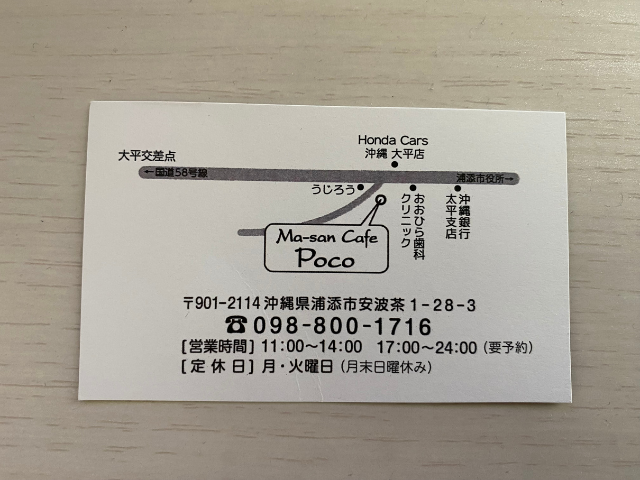 Honda Cars
沖縄 大平店
大平交差点
←国道58号線
浦添市役所→
うじろう
おおひら歯科
クリニック
沖縄銀行
太平支店
Ma-san Cafe
Poco
〒901-2114 沖縄県浦添市安波茶1-28-3
☎098-800-1716
[営業時間] 11:00～14:00 17:00～24:00 (要予約)
[定休日] 月・火曜日 (月末日曜休み)